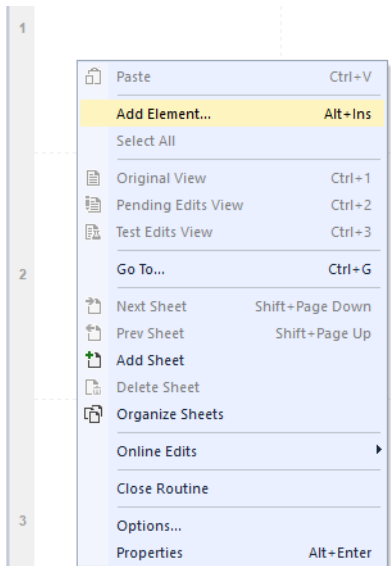 1
Paste Ctrl+V
Add Element... Alt+Ins
Select All
Original View Ctrl+1
Pending Edits View Ctrl+2
Test Edits View Ctrl+3
2
Go To... Ctrl+G
Next Sheet Shift+Page Down
Prev Sheet Shift+Page Up
Add Sheet
Delete Sheet
Organize Sheets
Online Edits
Close Routine
3
Options...
Properties Alt+Enter